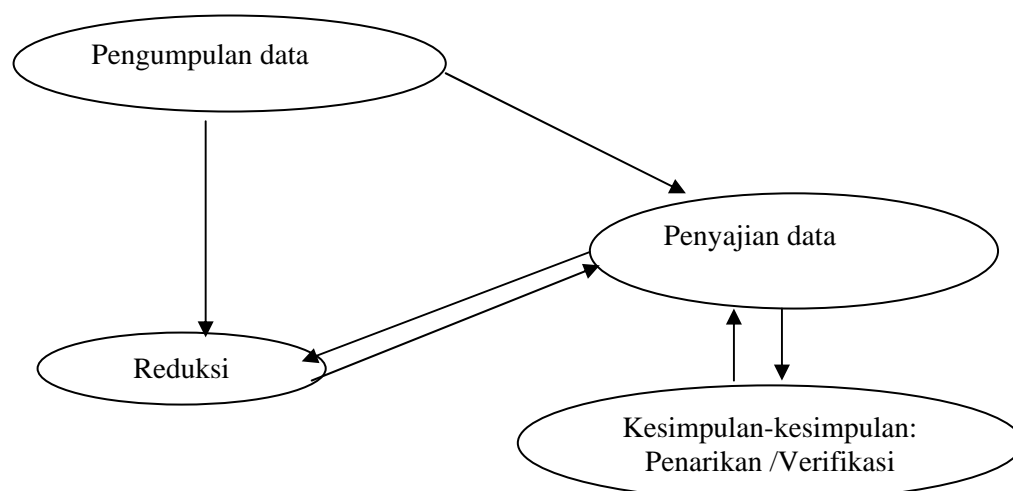 Pengumpulan data
Penyajian data
Reduksi
Kesimpulan-kesimpulan:
Penarikan /Verifikasi